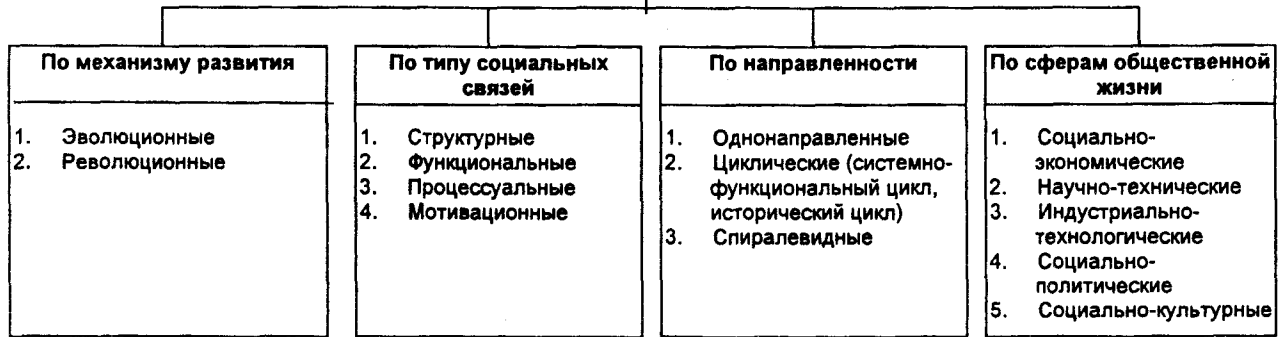 По механизму развития
1. Эволюционные
2. Революционные
По типу социальных
связей
1. Структурные
2. Функциональные
3. Процессуальные
4. Мотивационные
По направленности
1. Однонаправленные
2. Циклические (системно-
функциональный цикл,
исторический цикл)
3. Спиралевидные
По сферам общественной
жизни
1. Социально-
экономические
2. Научно-технические
3. Индустриально-
технологические
4. Социально-
политические
5. Социально-культурные